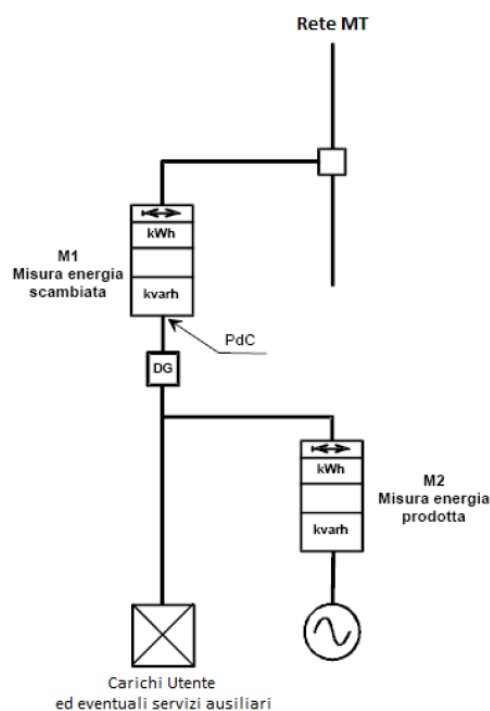 Rete MT
kWh
M1
Misura energia
scambiata
kvarh
PdC
DG
kWh
M2
Misura energia
prodotta
kvarh
Carichi Utente
ed eventuali servizi ausiliari